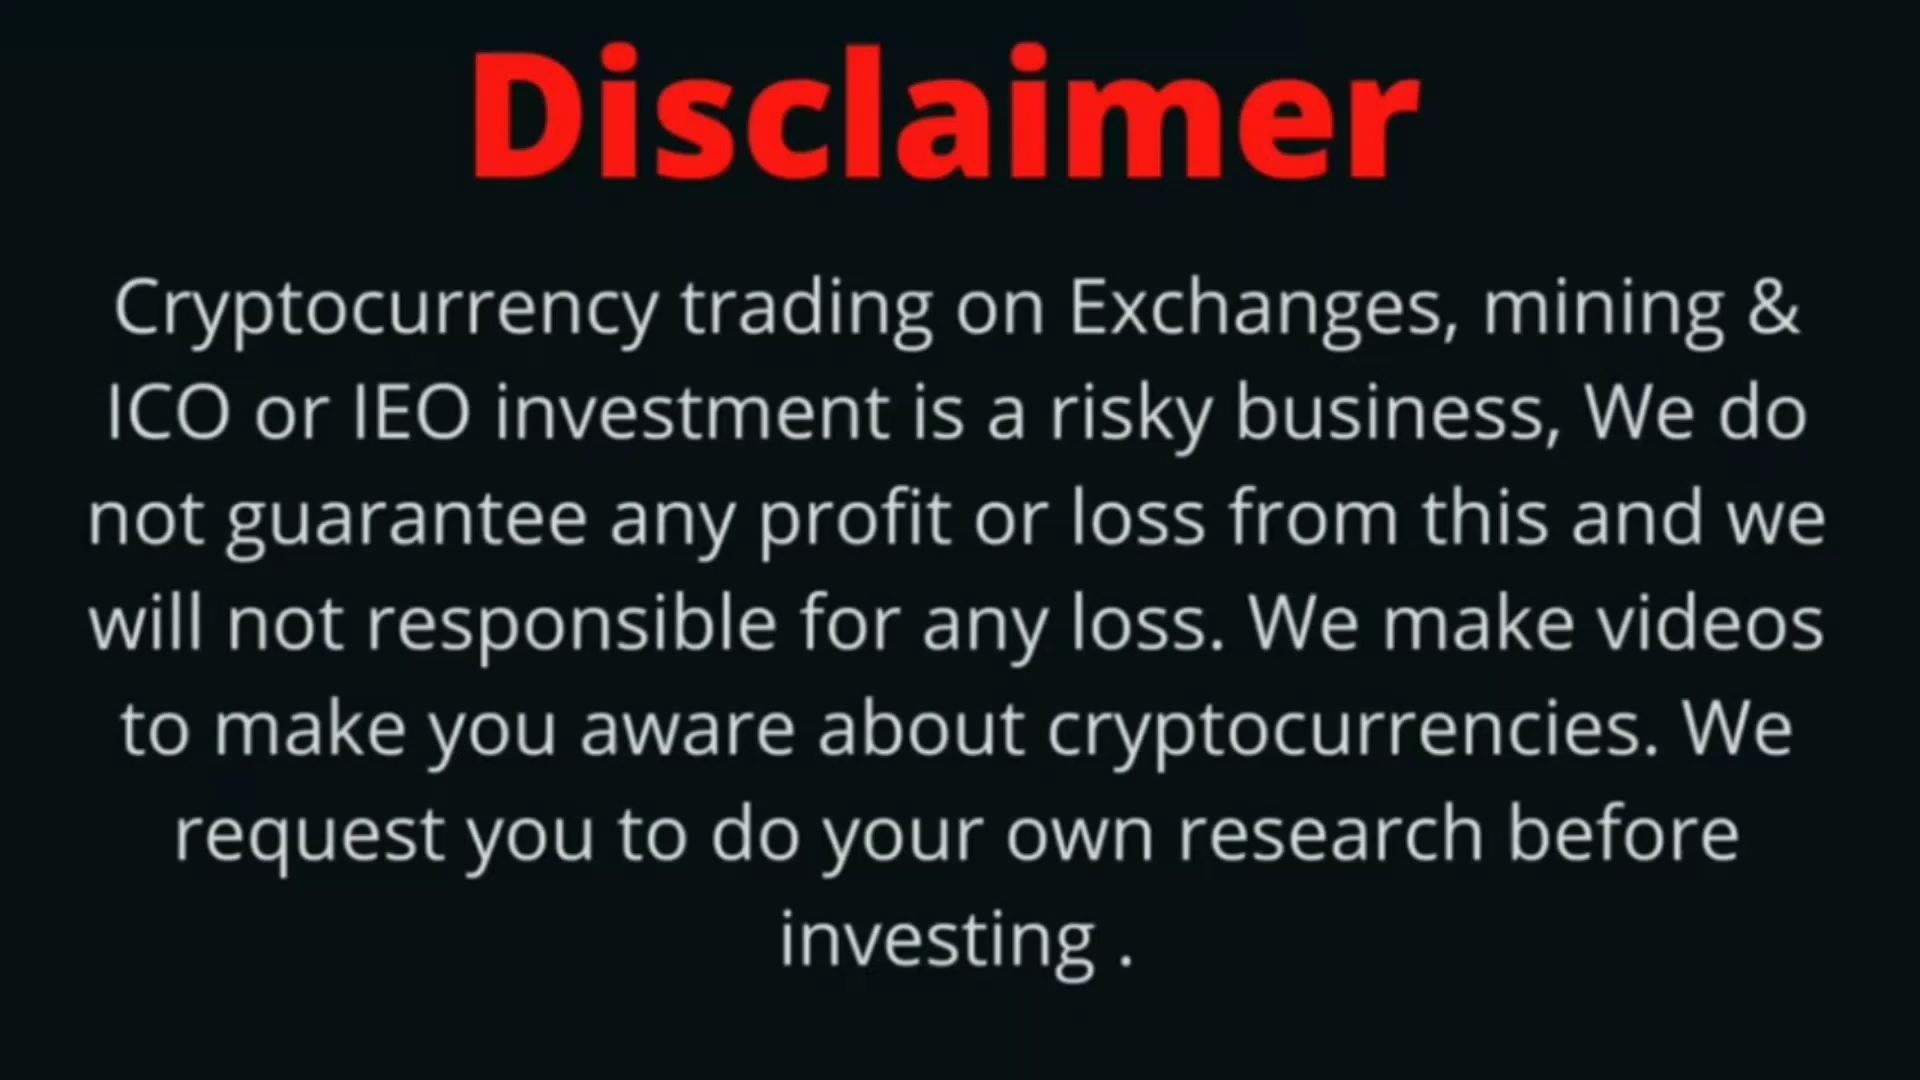 Disclaimer
Cryptocurrency trading on Exchanges, mining &
ICO or IEO investment is a risky business, We do
not guarantee any profit or loss from this and we
will not responsible for any loss. We make videos
to make you aware about cryptocurrencies. We
request you to do your own research before
investing .